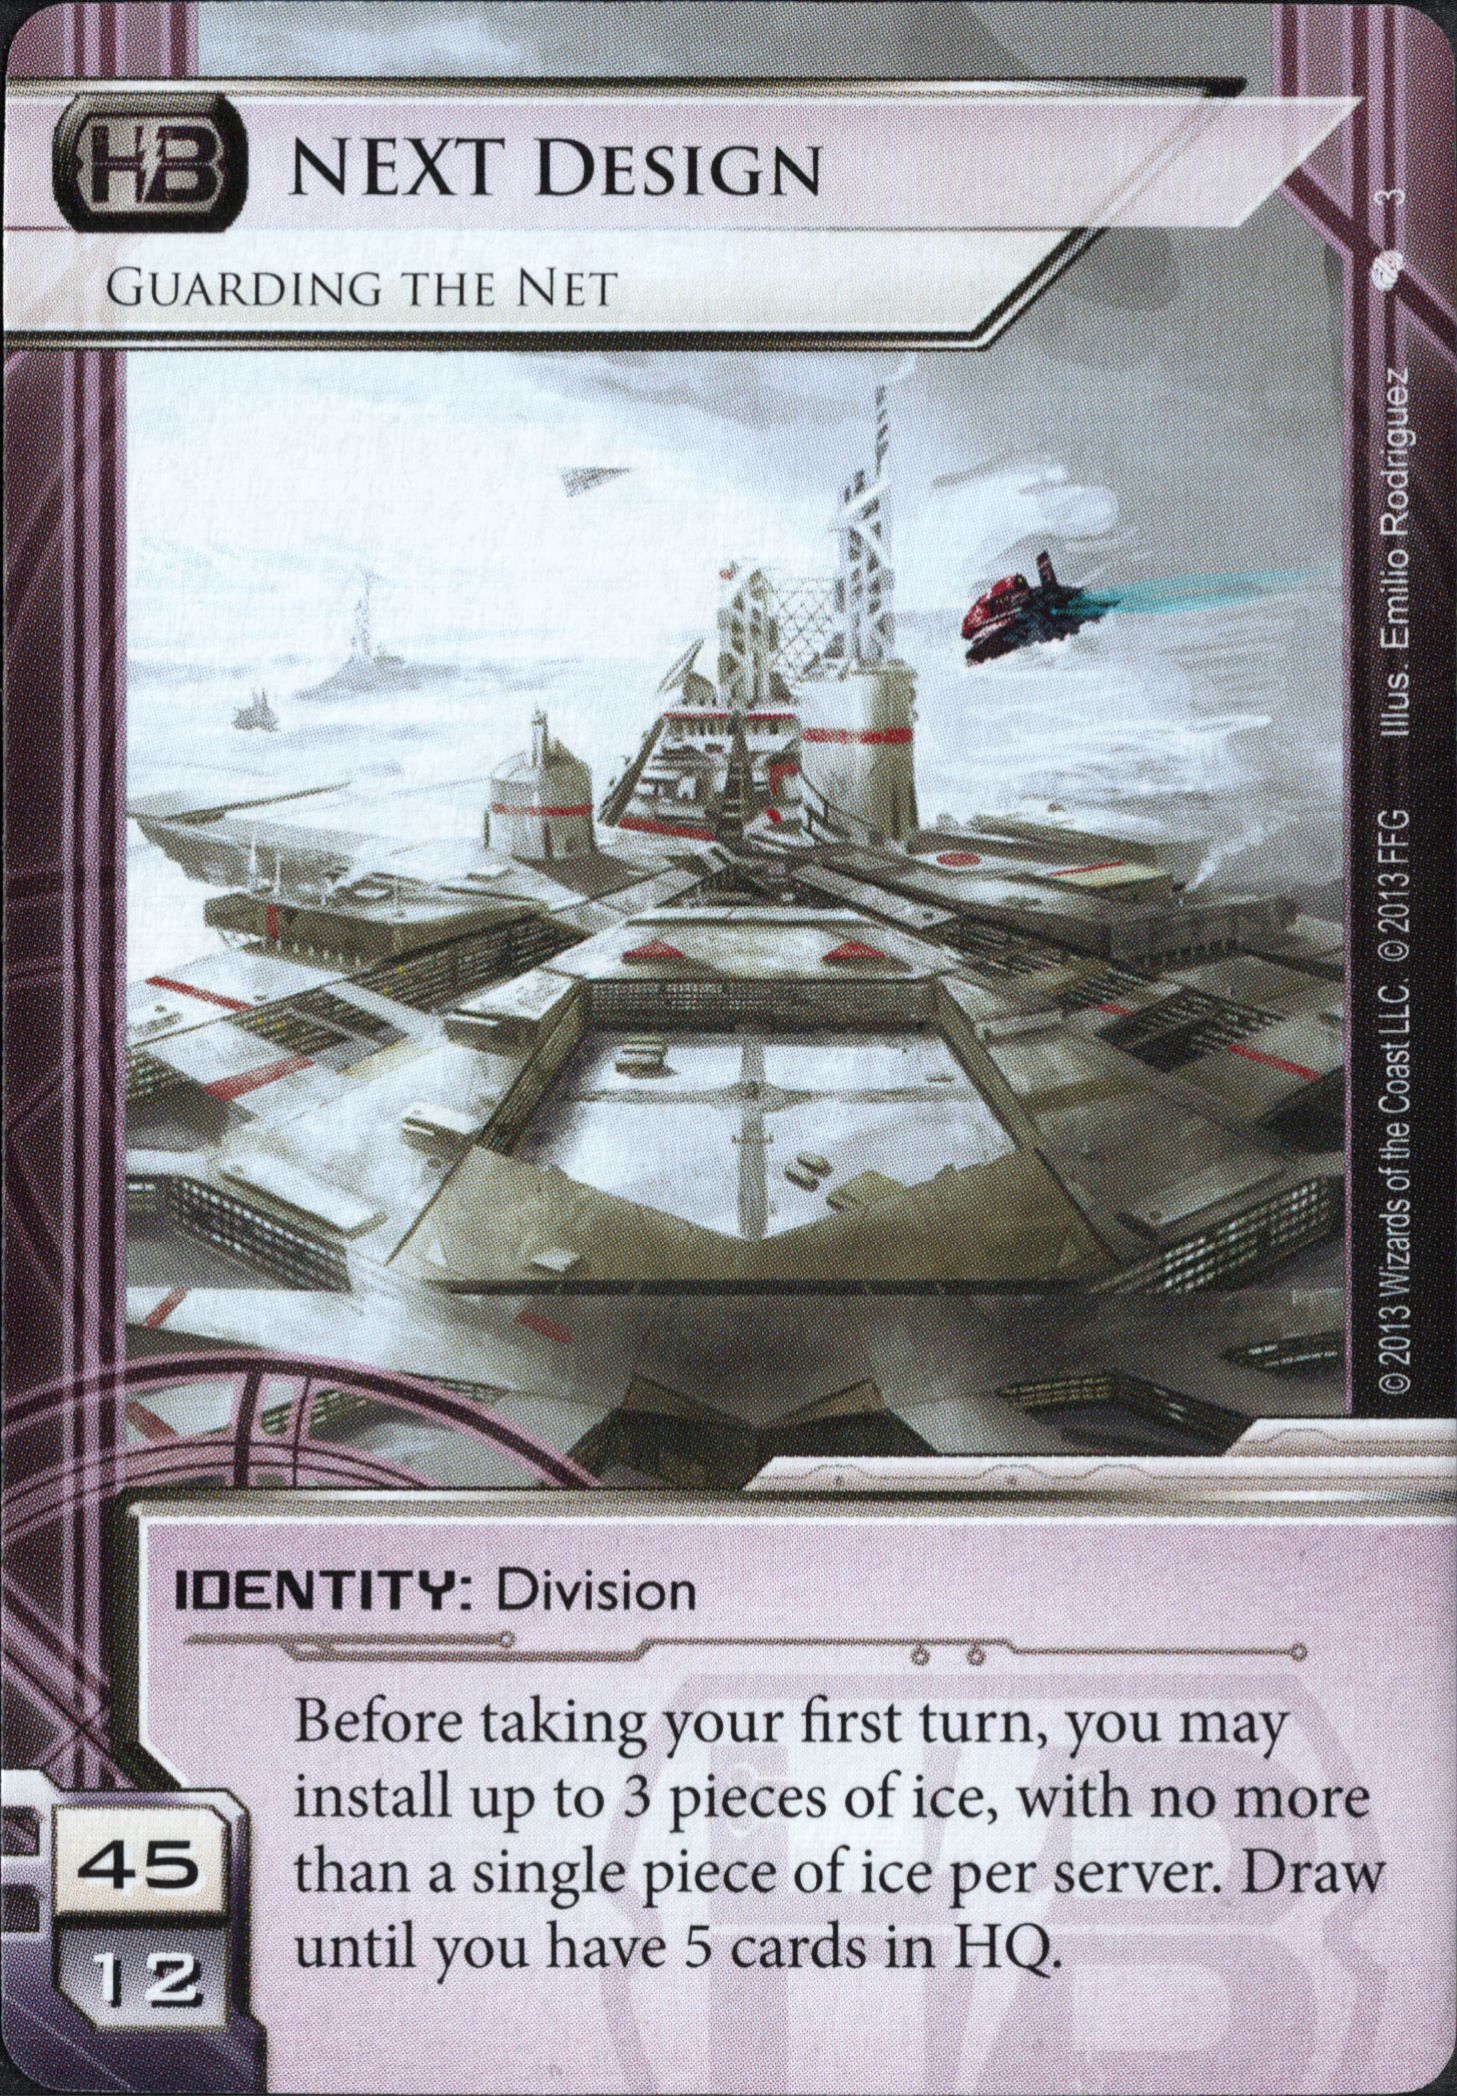 HB
NEXT DESIGN
GUARDING THE NET
3
Illus. Emilio Rodriguez
© 2013 Wizards of the Coast LLC. © 2013 FFG
IDENTITY: Division
Before taking your first turn, you may
install up to 3 pieces of ice, with no more
than a single piece of ice per server. Draw
until you have 5 cards in HQ.
45
12